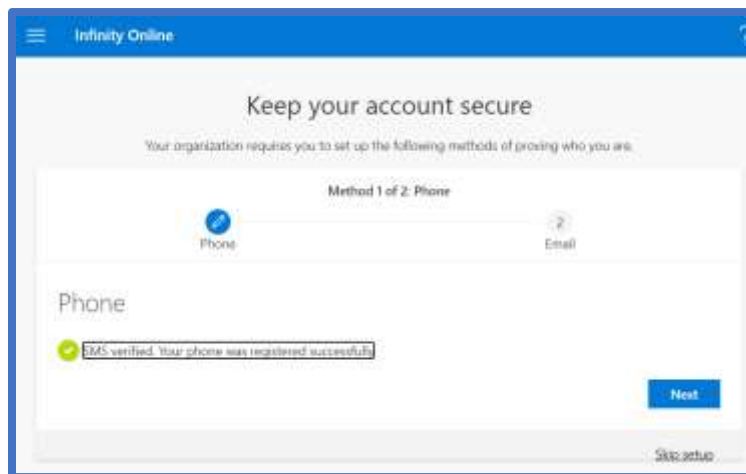 Infinity Online
?
Keep your account secure
Your organization requires you to set up the following methods of proving who you are.
Method 1 of 2: Phone
2
Phone
Email
Phone
SMS verified. Your phone was registered successfully
Next
Skip setup